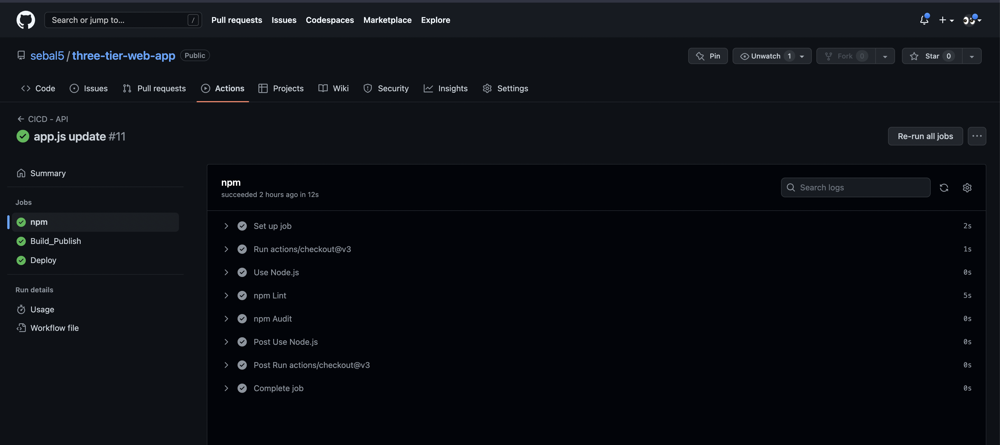 Search or jump to... /
Pull requests Issues Codespaces Marketplace Explore
sebal5 / three-tier-web-app Public
Pin Unwatch 1 Fork 0 Star 0
Code Issues Pull requests Actions Projects Wiki Security Insights Settings
CICD - API
app.js update #11
Re-run all jobs
Summary
Jobs
npm
Build_Publish
Deploy
Run details
Usage
Workflow file
npm
succeeded 2 hours ago in 12s
Search logs
Set up job 2s
Run actions/checkout@v3 1s
Use Node.js 0s
npm Lint 5s
npm Audit 0s
Post Use Node.js 0s
Post Run actions/checkout@v3 0s
Complete job 0s